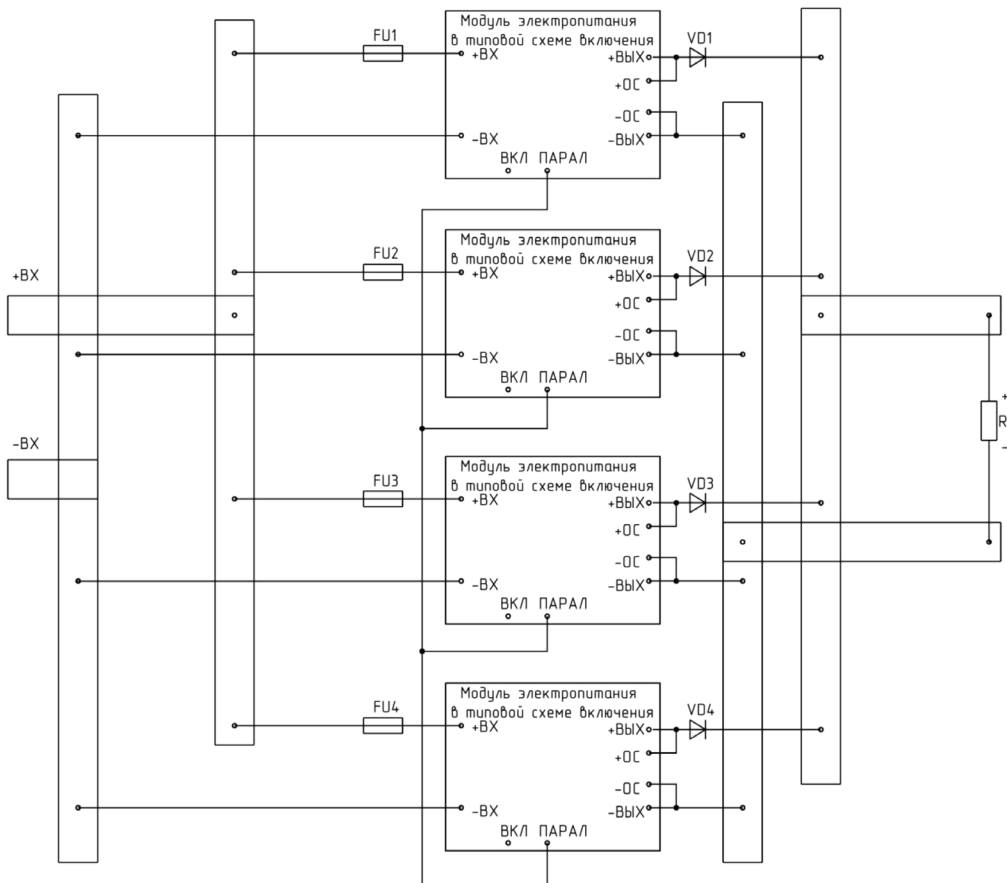 Модуль электропитания
в типовой схеме включения
FU1
+ВХ
+ВЫХ
VD1
+ОС
-ОС
-ВХ
-ВЫХ
ВКЛ ПАРАЛ
Модуль электропитания
в типовой схеме включения
FU2
+ВХ
+ВХ
+ВЫХ
VD2
+ОС
-ОС
-ВХ
-ВЫХ
ВКЛ ПАРАЛ
+
R
-
-ВХ
Модуль электропитания
в типовой схеме включения
FU3
+ВХ
+ВЫХ
VD3
+ОС
-ОС
-ВХ
-ВЫХ
ВКЛ ПАРАЛ
Модуль электропитания
в типовой схеме включения
FU4
+ВХ
+ВЫХ
VD4
+ОС
-ОС
-ВХ
-ВЫХ
ВКЛ ПАРАЛ